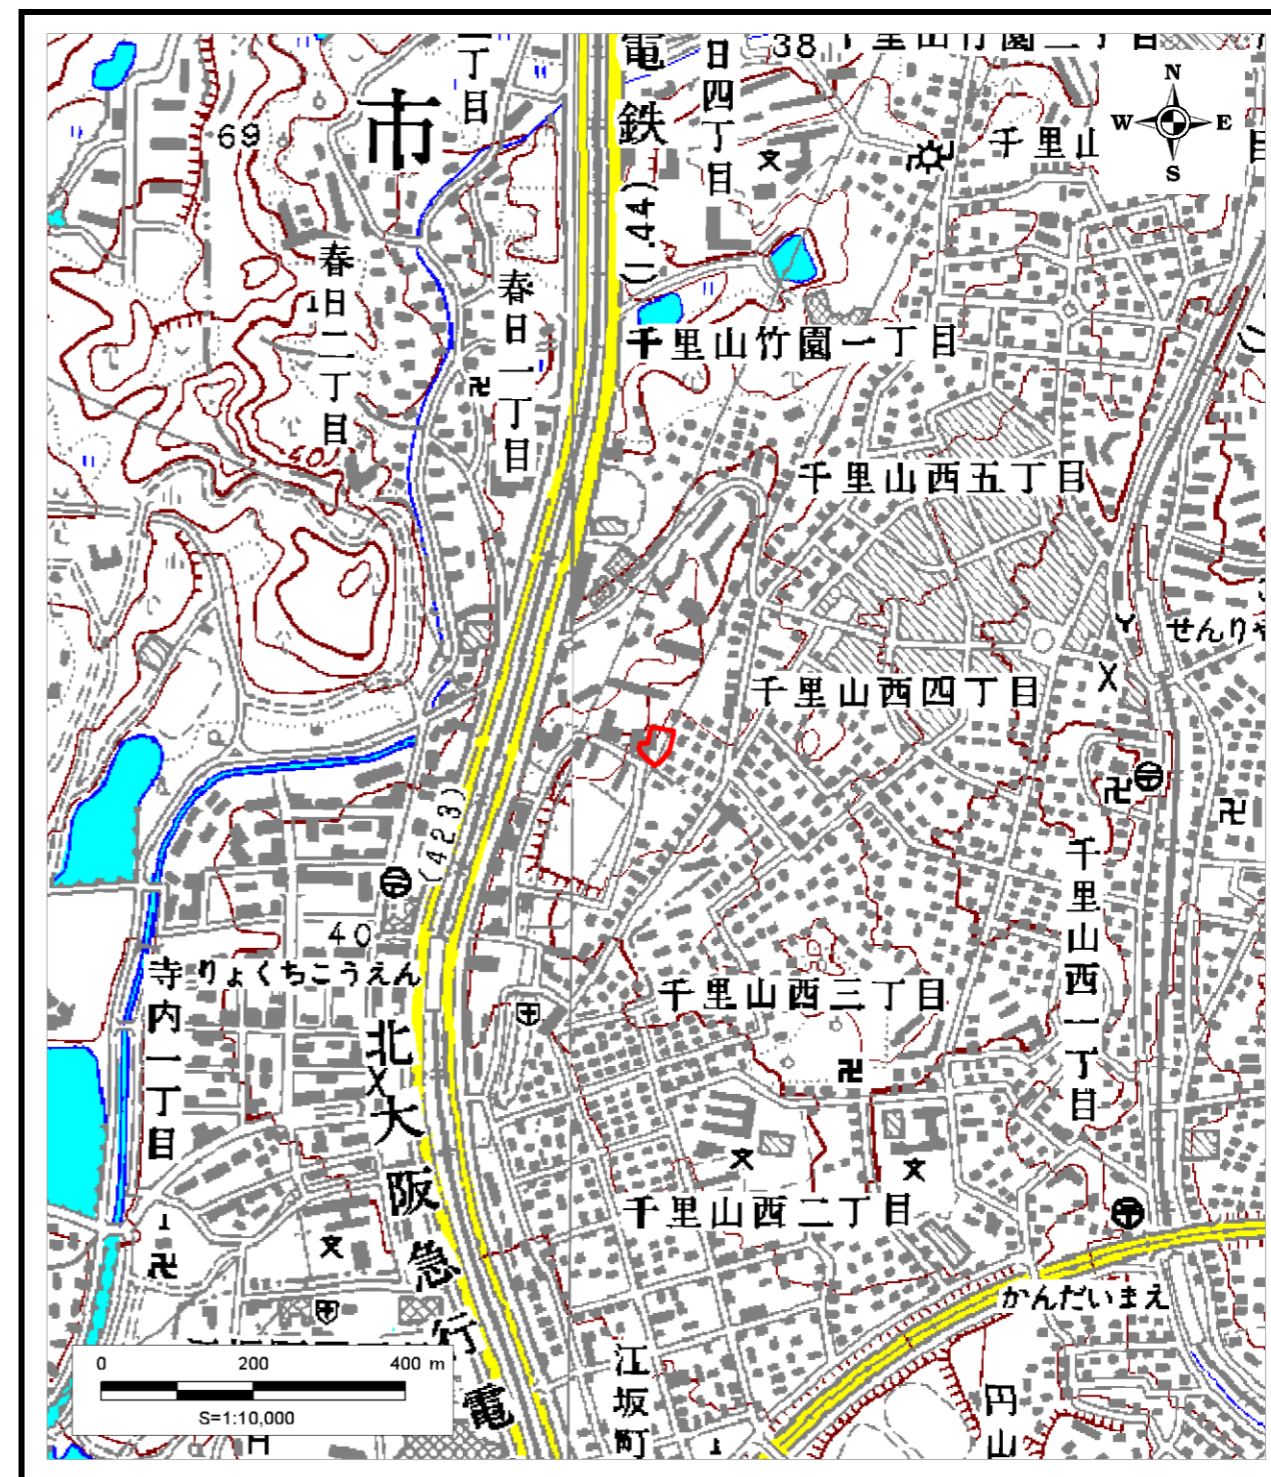 38
千里山竹園二丁目
N
W E
S
丁目
電鉄
日四丁目
市
69
千里山
目
(1.44)
春日二丁目
春日一丁目
千里山竹園一丁目
40
千里山西五丁目
せんりや
千里山西四丁目
(423)
千里山西一丁目
40
りょくちこうえん
寺内一丁目
千里山西三丁目
北大阪急行電
千里山西二丁目
かんだいまえ
江坂町
円山
0 200 400 m
S=1:10,000